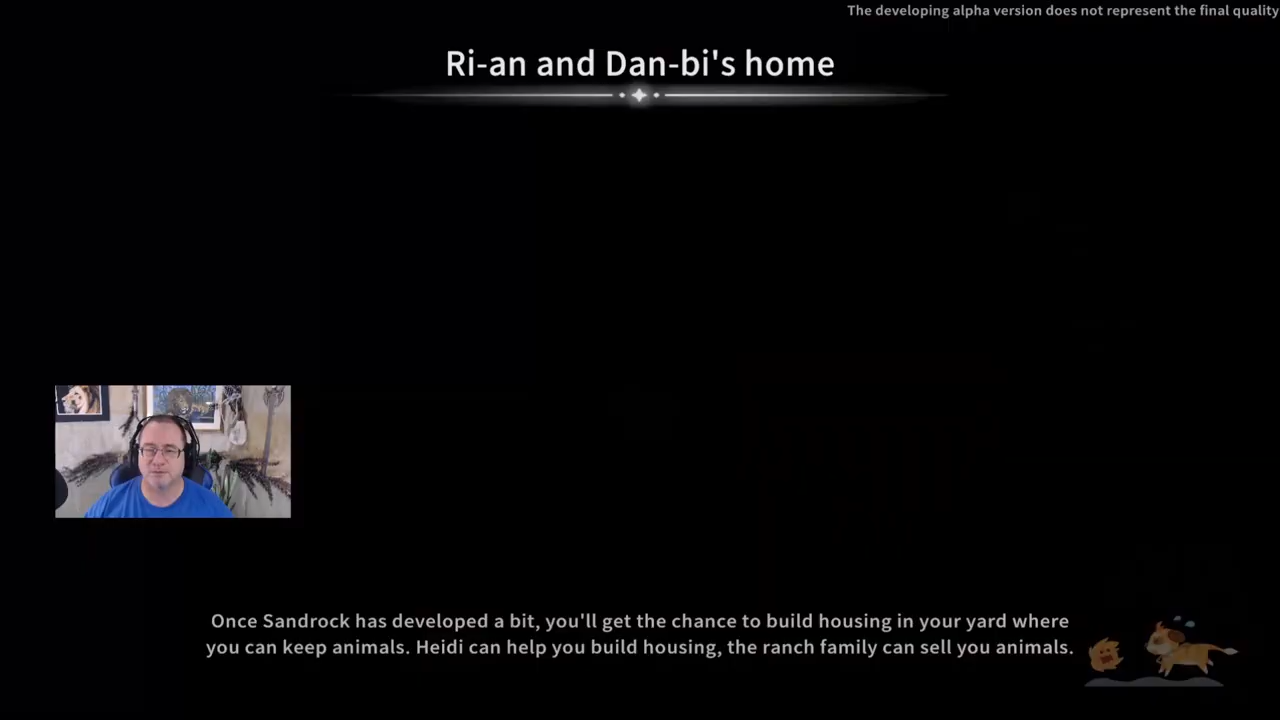 The developing alpha version does not represent the final quality
Ri-an and Dan-bi's home
Once Sandrock has developed a bit, you'll get the chance to build housing in your yard where
you can keep animals. Heidi can help you build housing, the ranch family can sell you animals.